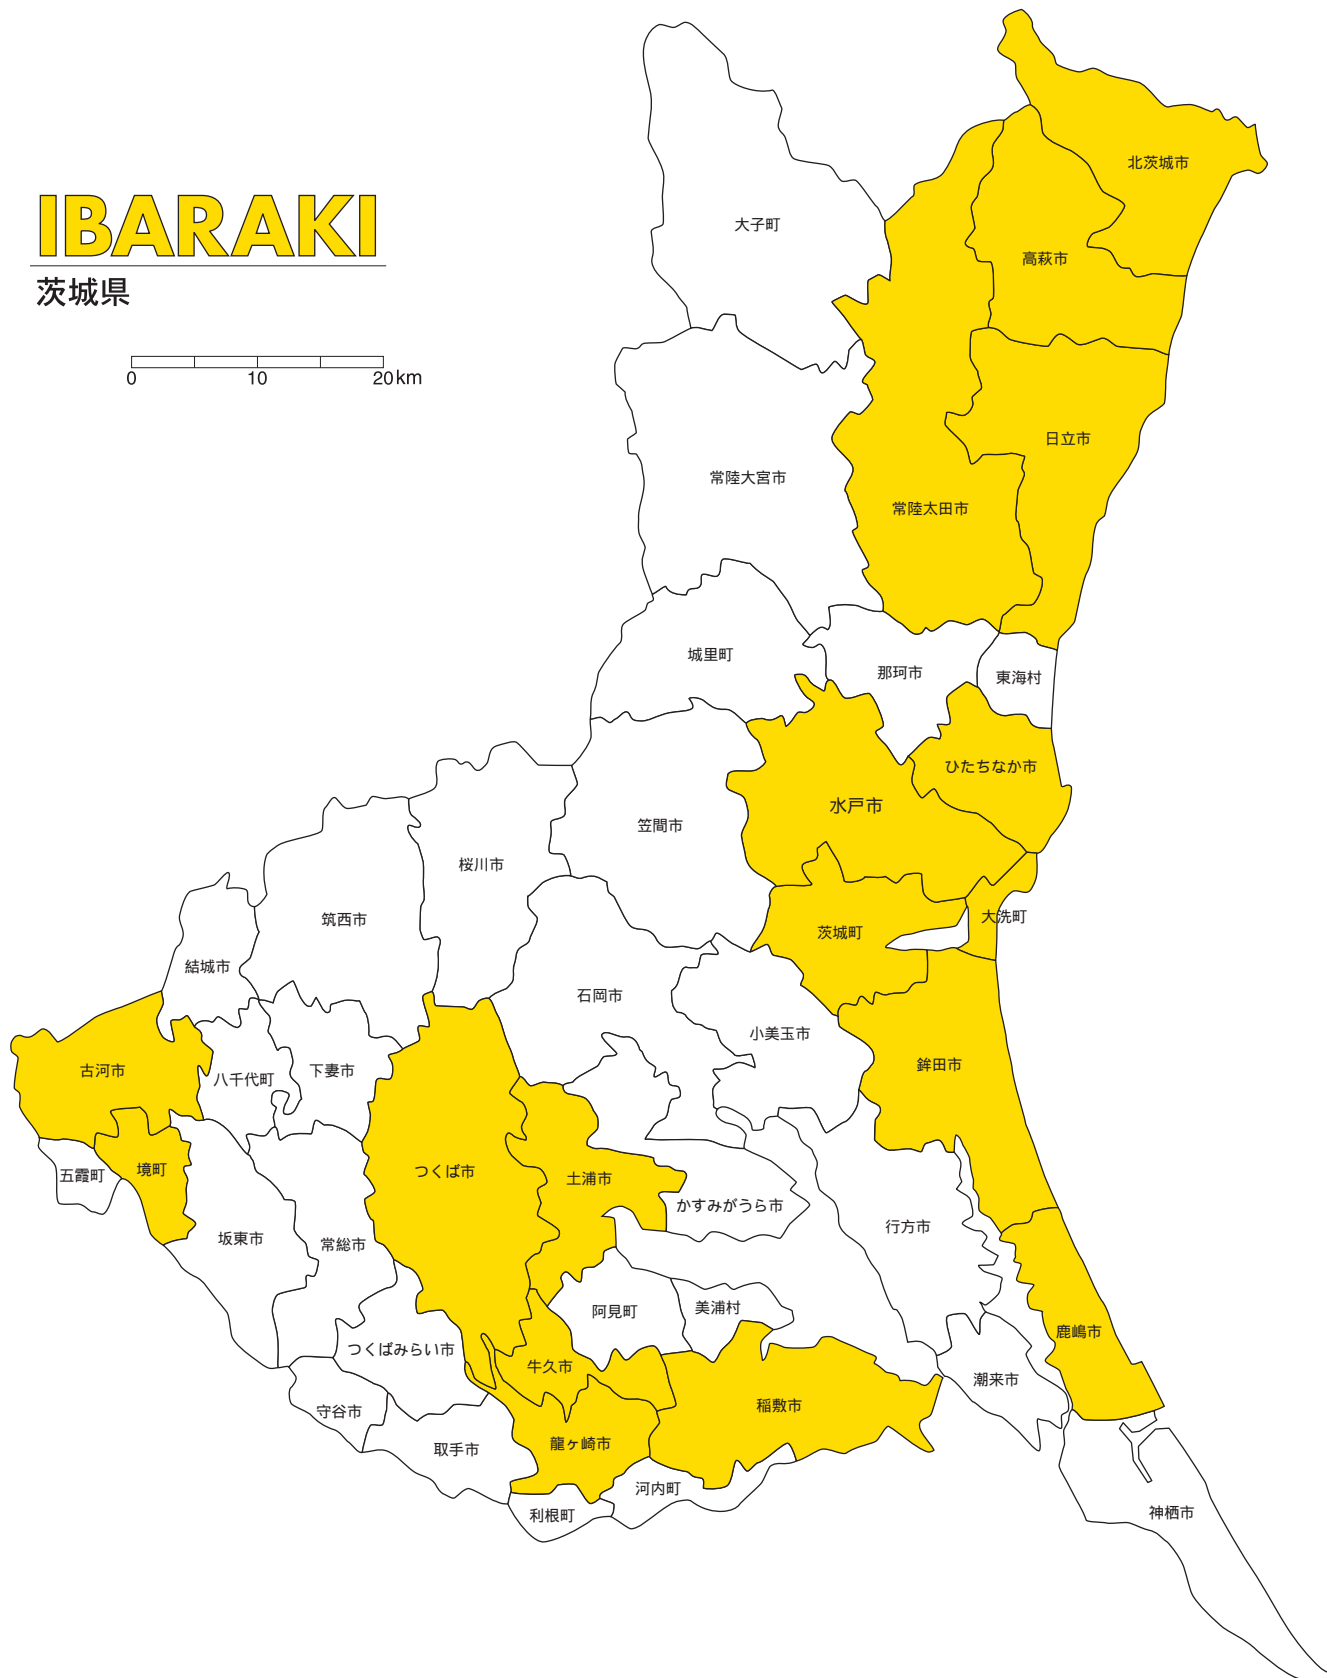 IBARAKI
茨城県
0 10 20km
北茨城市
大子町
高萩市
日立市
常陸大宮市
常陸太田市
城里町
那珂市
東海村
ひたちなか市
水戸市
笠間市
桜川市
筑西市
茨城町
大洗町
結城市
石岡市
小美玉市
鉾田市
古河市
八千代町
下妻市
五霞町
境町
つくば市
土浦市
かすみがうら市
行方市
坂東市
常総市
阿見町
美浦村
鹿嶋市
つくばみらい市
牛久市
潮来市
守谷市
稲敷市
取手市
龍ヶ崎市
河内町
利根町
神栖市